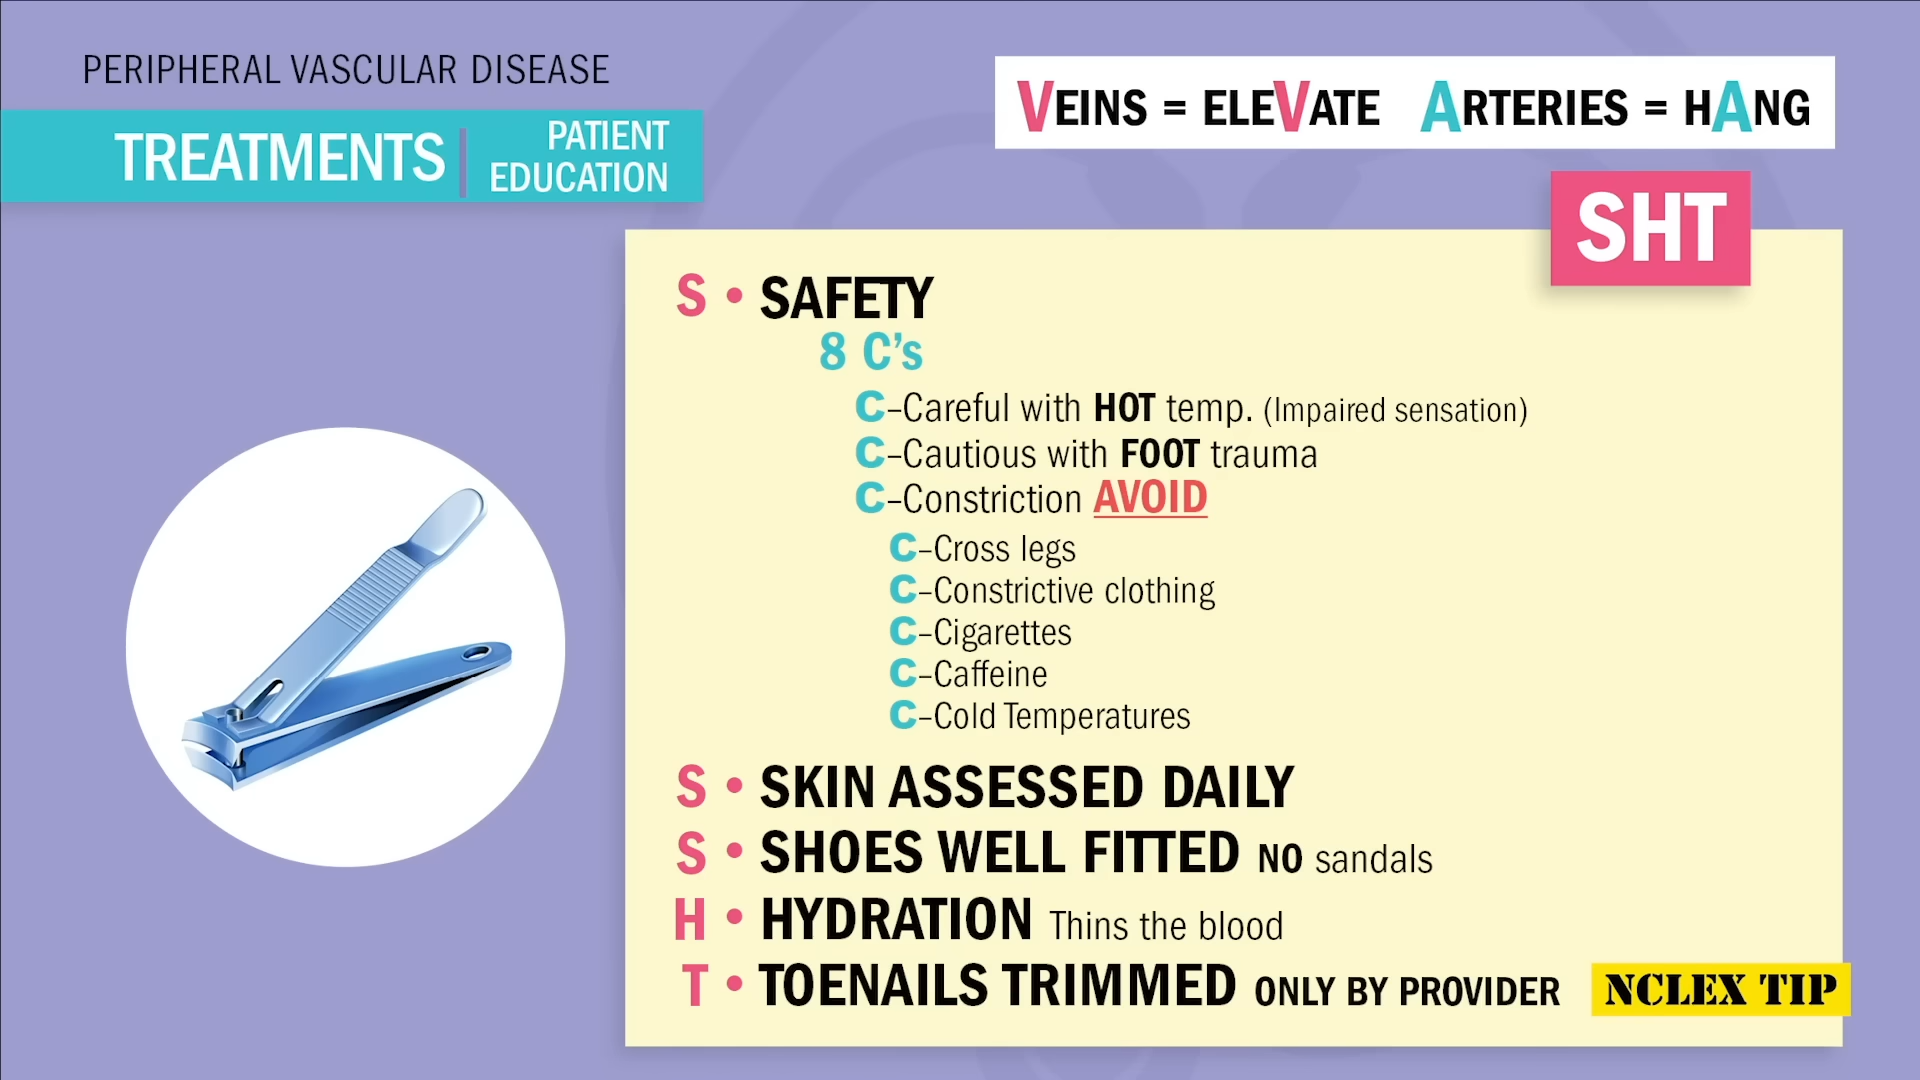 PERIPHERAL VASCULAR DISEASE
TREATMENTS
PATIENT
EDUCATION
VEINS = ELEVATE ARTERIES = HANG
SHT
S • SAFETY
8 C's
C–Careful with HOT temp. (Impaired sensation)
C–Cautious with FOOT trauma
C–Constriction AVOID
C–Cross legs
C–Constrictive clothing
C–Cigarettes
C–Caffeine
C–Cold Temperatures
S • SKIN ASSESSED DAILY
S • SHOES WELL FITTED NO sandals
H • HYDRATION Thins the blood
T • TOENAILS TRIMMED ONLY BY PROVIDER
NCLEX TIP